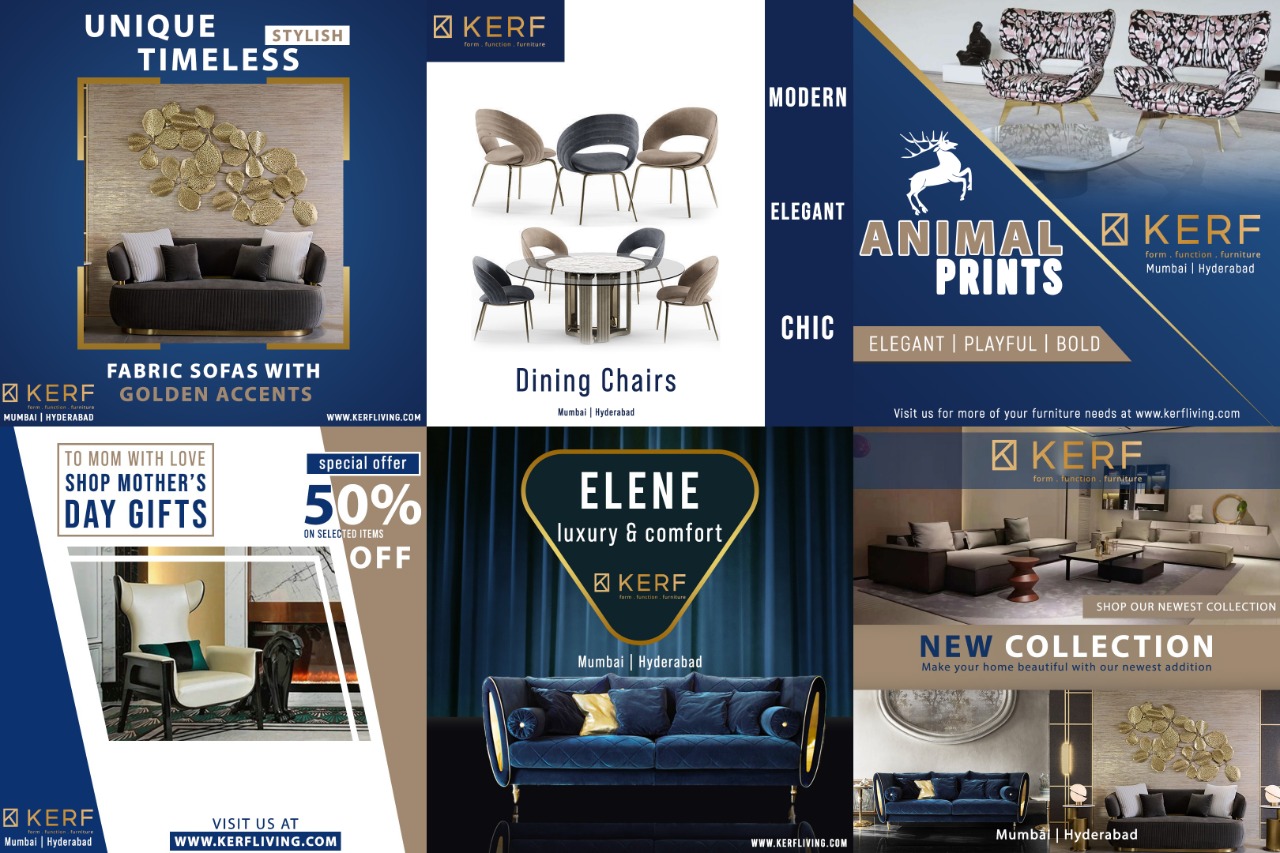 UNIQUE
STYLISH
TIMELESS
FABRIC SOFAS WITH
GOLDEN ACCENTS
KERF
form . function . furniture
MUMBAI | HYDERABAD
WWW.KERFLIVING.COM
KERF
form . function . furniture
MODERN
ELEGANT
CHIC
Dining Chairs
Mumbai | Hyderabad
ANIMAL
PRINTS
KERF
form . function . furniture
Mumbai | Hyderabad
ELEGANT | PLAYFUL | BOLD
Visit us for more of your furniture needs at www.kerfliving.com
TO MOM WITH LOVE
SHOP MOTHER'S
DAY GIFTS
special offer
50%
ON SELECTED ITEMS
OFF
KERF
form . function . furniture
Mumbai | Hyderabad
VISIT US AT
WWW.KERFLIVING.COM
ELENE
luxury & comfort
KERF
form . function . furniture
Mumbai | Hyderabad
WWW.KERFLIVING.COM
KERF
form . function . furniture
SHOP OUR NEWEST COLLECTION
NEW COLLECTION
Make your home beautiful with our newest addition
Mumbai | Hyderabad